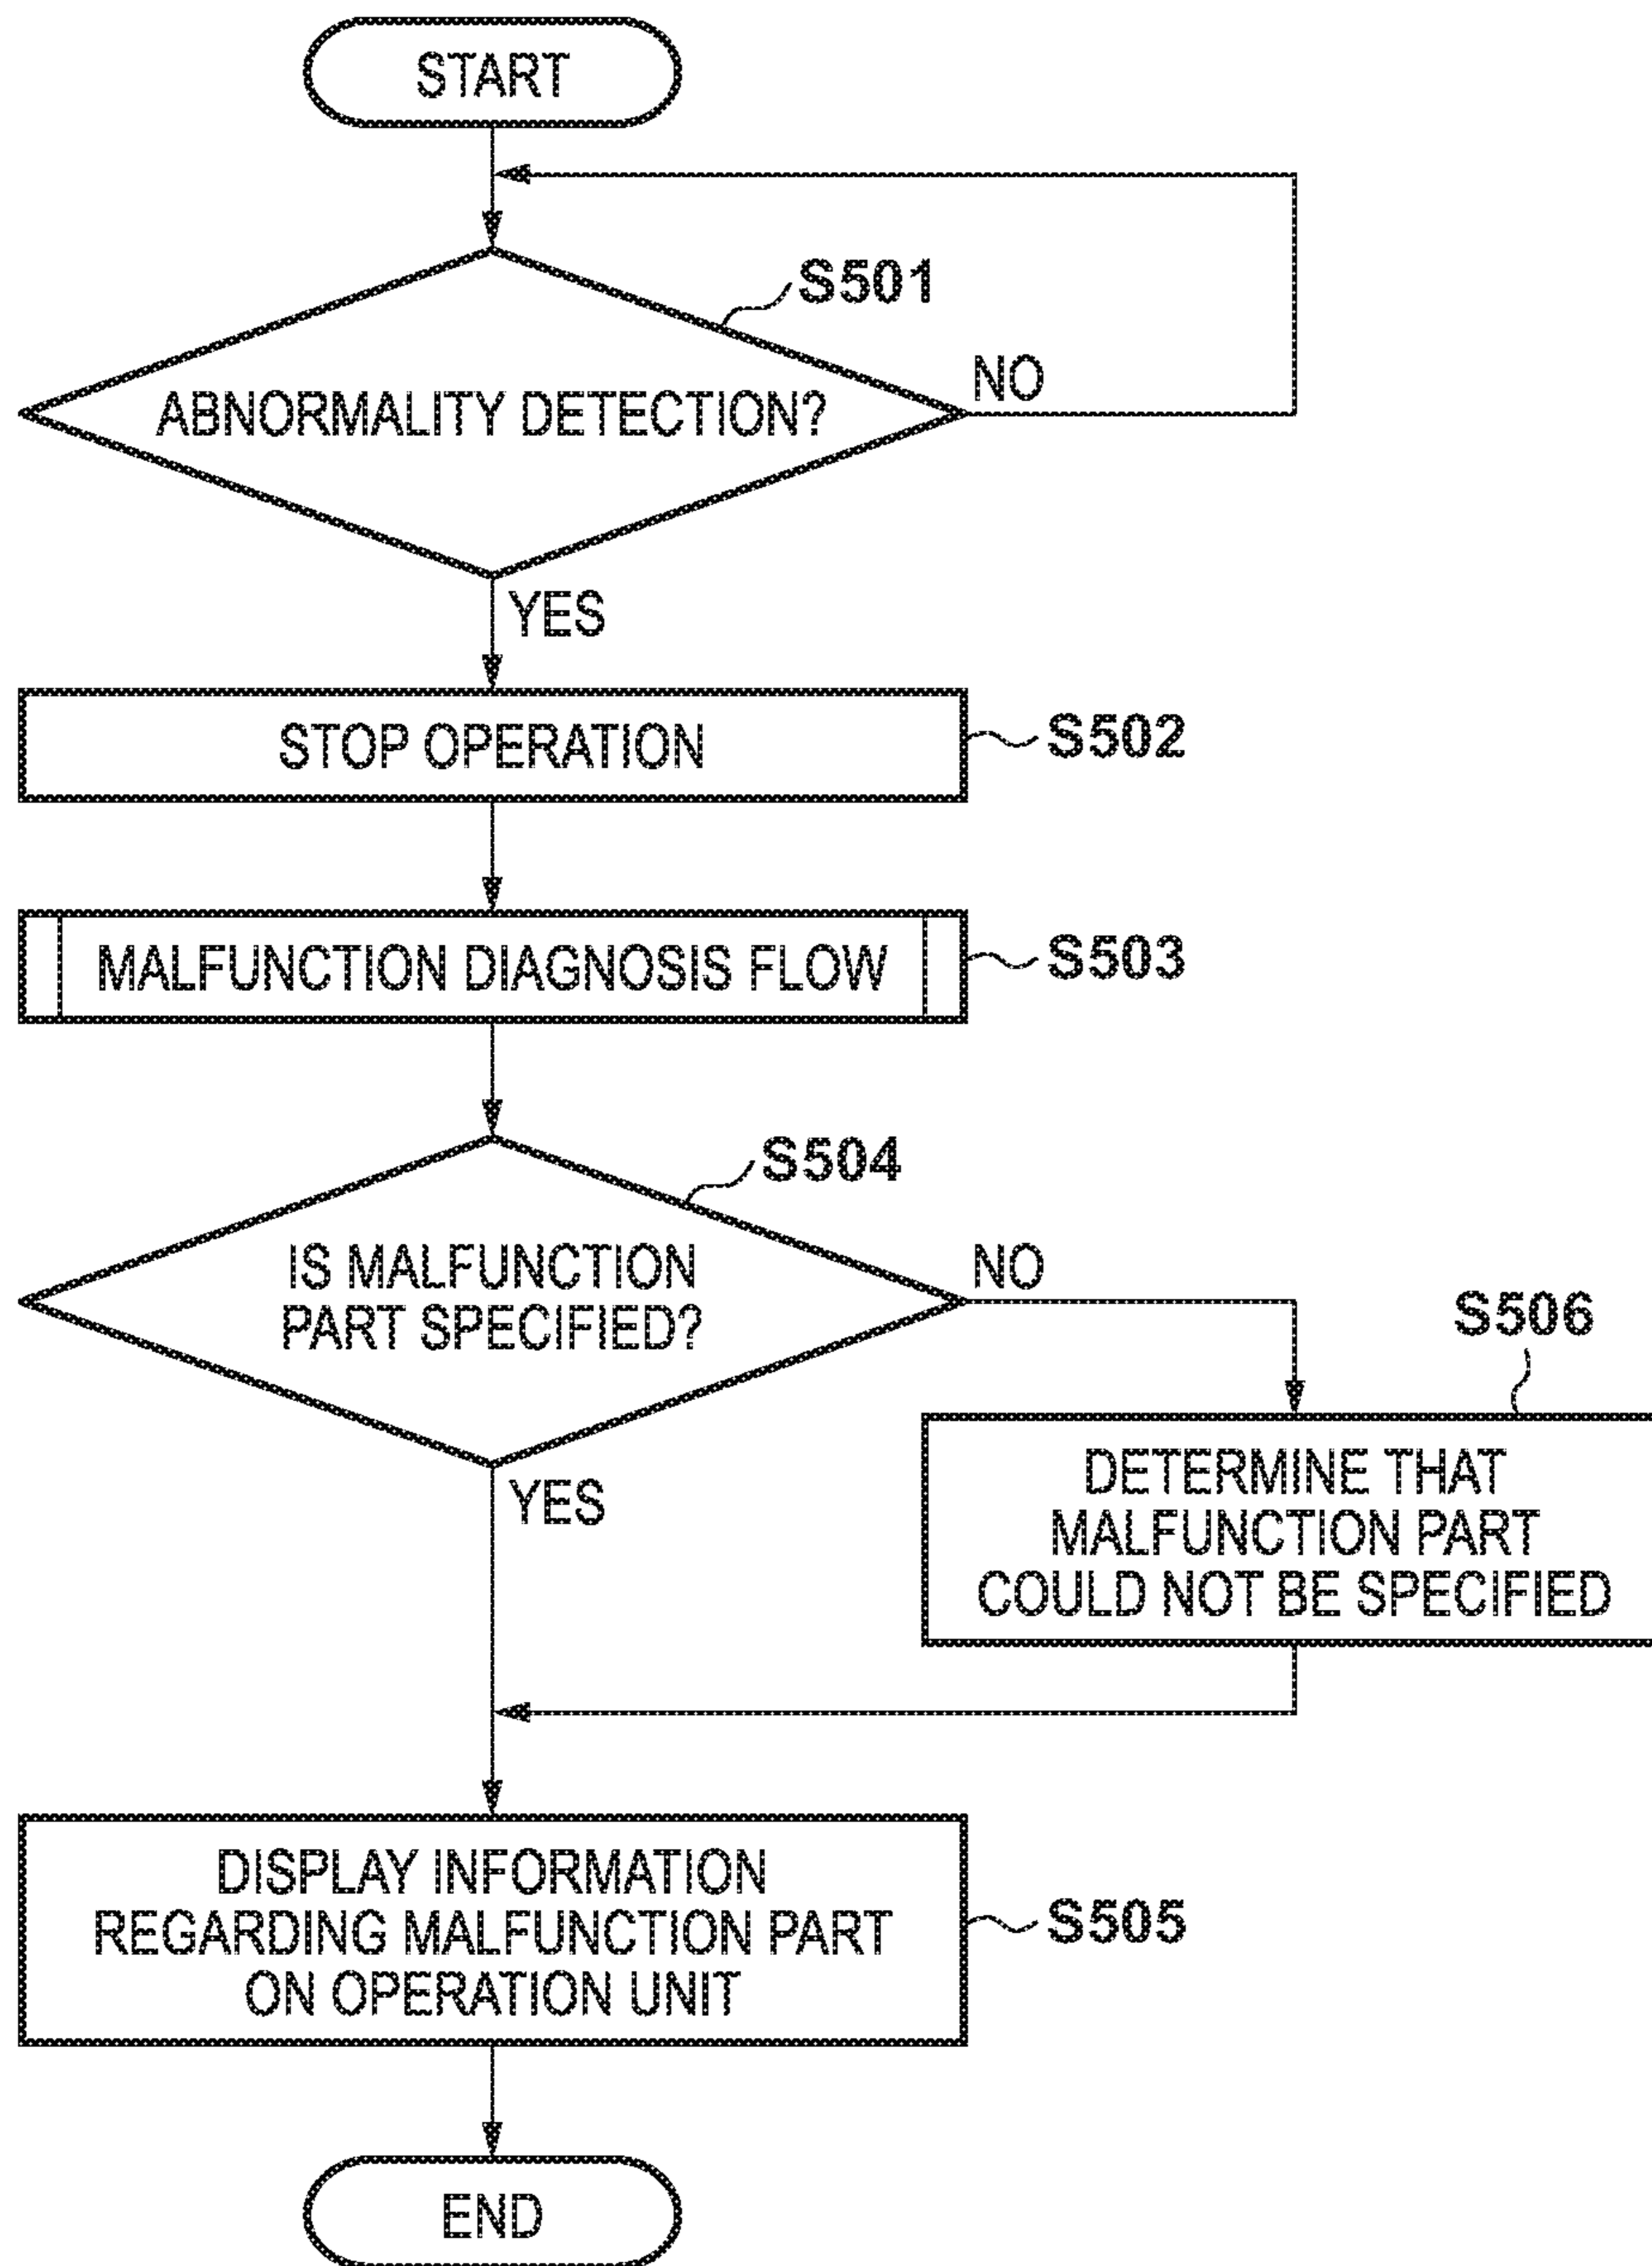 START
S501
ABNORMALITY DETECTION?
NO
YES
STOP OPERATION
S502
MALFUNCTION DIAGNOSIS FLOW
S503
S504
IS MALFUNCTION
PART SPECIFIED?
NO
S506
YES
DETERMINE THAT
MALFUNCTION PART
COULD NOT BE SPECIFIED
DISPLAY INFORMATION
REGARDING MALFUNCTION PART
ON OPERATION UNIT
S505
END